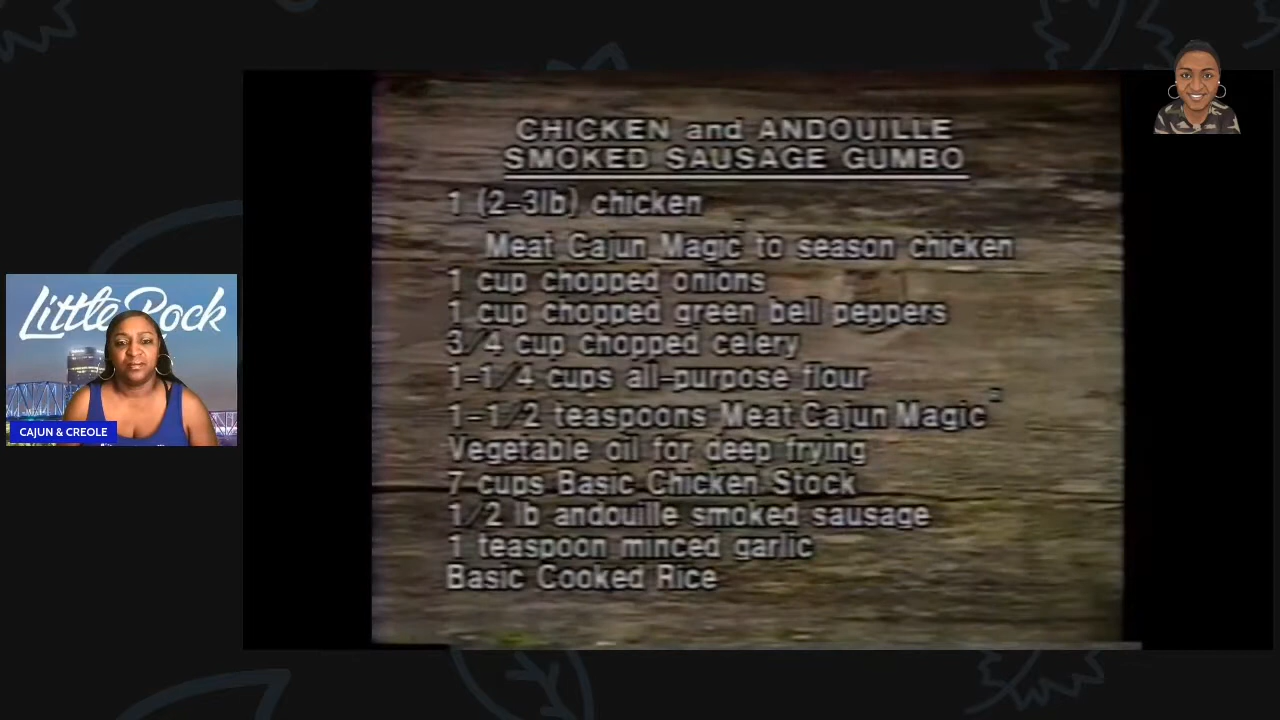 CHICKEN and ANDOUILLE
SMOKED SAUSAGE GUMBO
1 (2-3lb) chicken
Meat Cajun Magic to season chicken
1 cup chopped onions
1 cup chopped green bell peppers
3/4 cup chopped celery
1-1/4 cups all-purpose flour
1-1/2 teaspoons Meat Cajun Magic
Vegetable oil for deep frying
7 cups Basic Chicken Stock
1/2 lb andouille smoked sausage
1 teaspoon minced garlic
Basic Cooked Rice
Little Rock
CAJUN & CREOLE